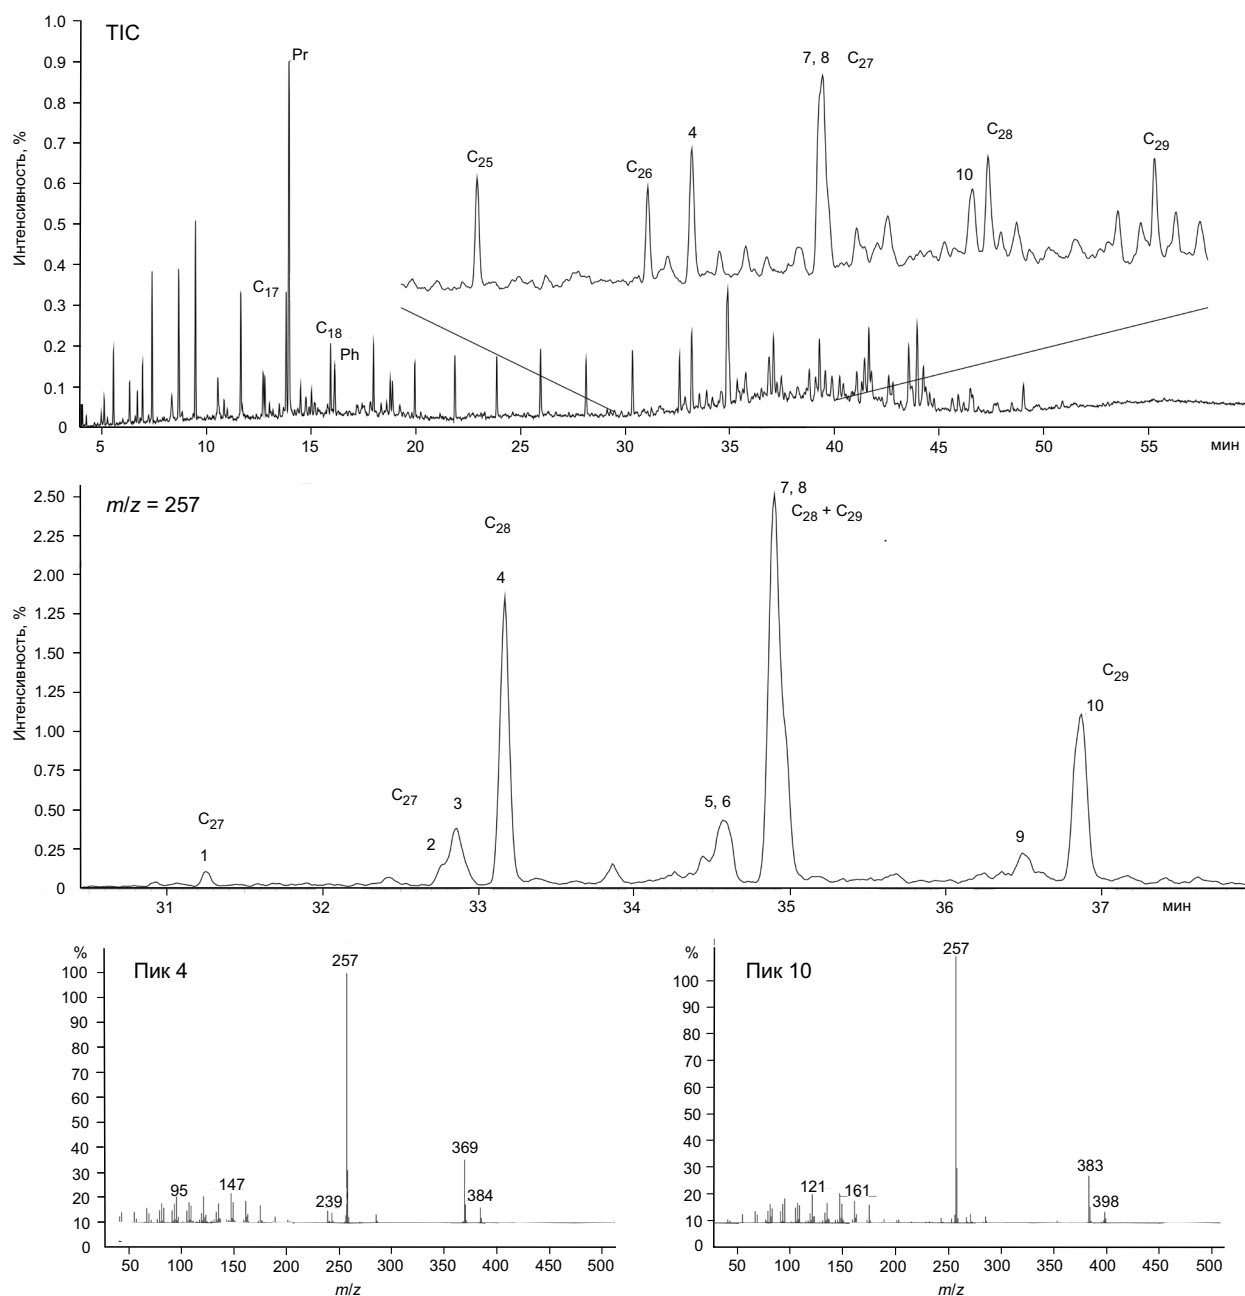 TIC
Интенсивность, %
1.0
0.9
0.8
0.7
0.6
0.5
0.4
0.3
0.2
0.1
0
Pr
C17
C18
Ph
C25
C26
4
7, 8 C27
10
C28
C29
5 10 15 20 25 30 35 40 45 50 55 мин
m/z = 257
Интенсивность, %
2.50
2.25
2.00
1.75
1.50
1.25
1.00
0.75
0.50
0.25
0
C27
1
C27
2
3
C28
4
5, 6
7, 8
C28 + C29
9
C29
10
31 32 33 34 35 36 37 мин
%
Пик 4
100
100
90
80
70
60
50
40
30
20
10
0
257
369
384
239
147
95
50 100 150 200 250 300 350 400 450 500
m/z
%
Пик 10
100
90
80
70
60
50
40
30
20
10
0
257
383
398
121
161
50 100 150 200 250 300 350 400 450 500
m/z